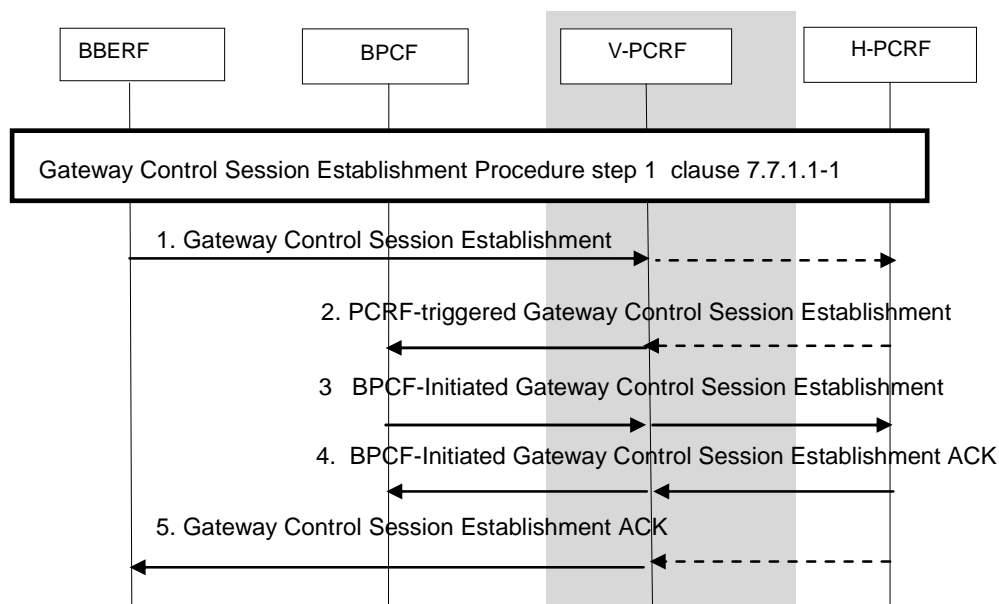 BBERF
BPCF
V-PCRF
H-PCRF
Gateway Control Session Establishment Procedure step 1 clause 7.7.1.1-1
1. Gateway Control Session Establishment
2. PCRF-triggered Gateway Control Session Establishment
3 BPCF-Initiated Gateway Control Session Establishment
4. BPCF-Initiated Gateway Control Session Establishment ACK
5. Gateway Control Session Establishment ACK